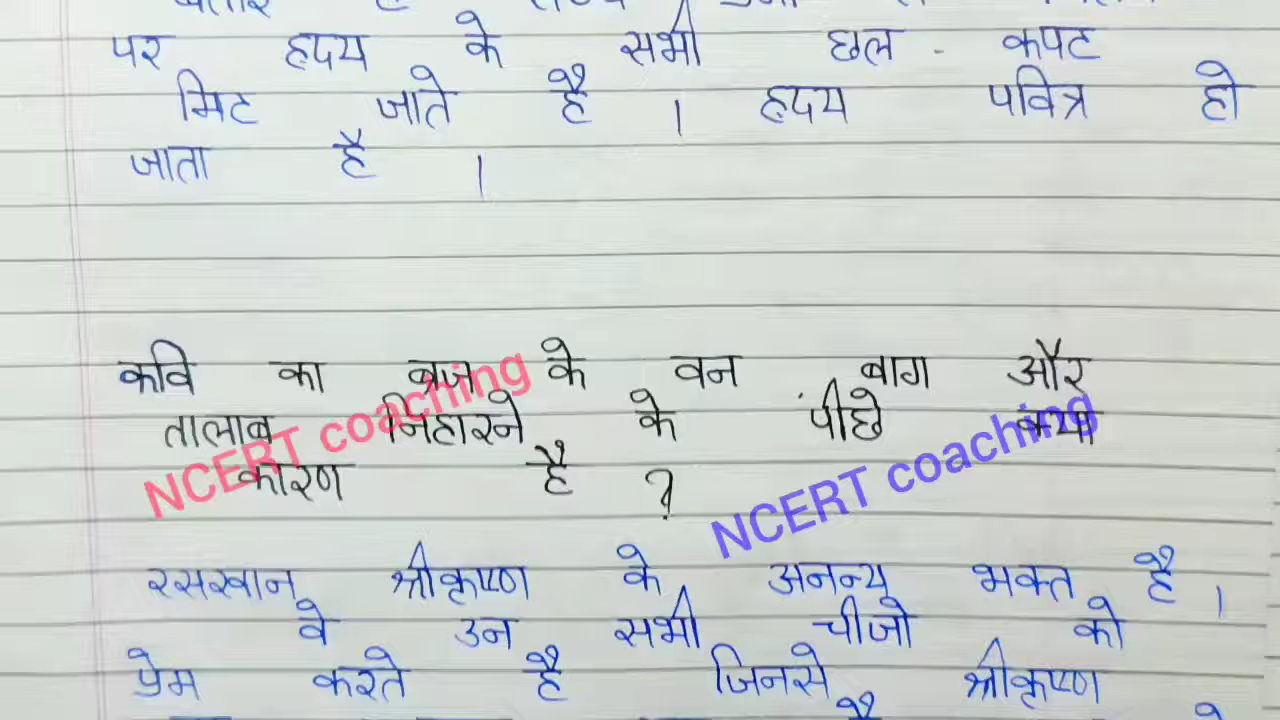 पर हृदय के सभी छल - कपट
मिट जाते है । हृदय पवित्र हो
जाता है ।
कवि का ब्रज के वन बाग और
तालाब निहारने के पीछे क्या
कारण है ?
NCERT coaching
NCERT coaching
रसखान श्रीकृष्ण के अनन्य भक्त है ।
वे उन सभी चीजो को
प्रेम करते है जिनसे श्रीकृष्ण